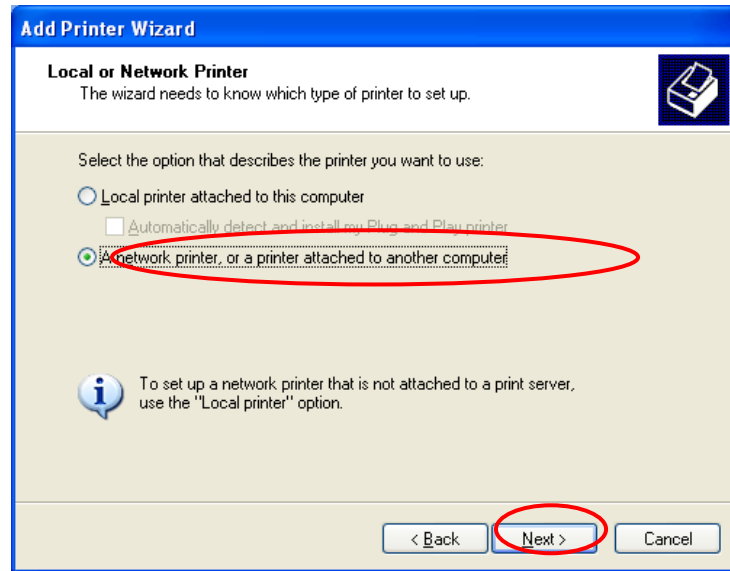 Add Printer Wizard
Local or Network Printer
The wizard needs to know which type of printer to set up.
Select the option that describes the printer you want to use:
Local printer attached to this computer
Automatically detect and install my Plug and Play printer
A network printer, or a printer attached to another computer
To set up a network printer that is not attached to a print server,
use the "Local printer" option.
< Back Next > Cancel